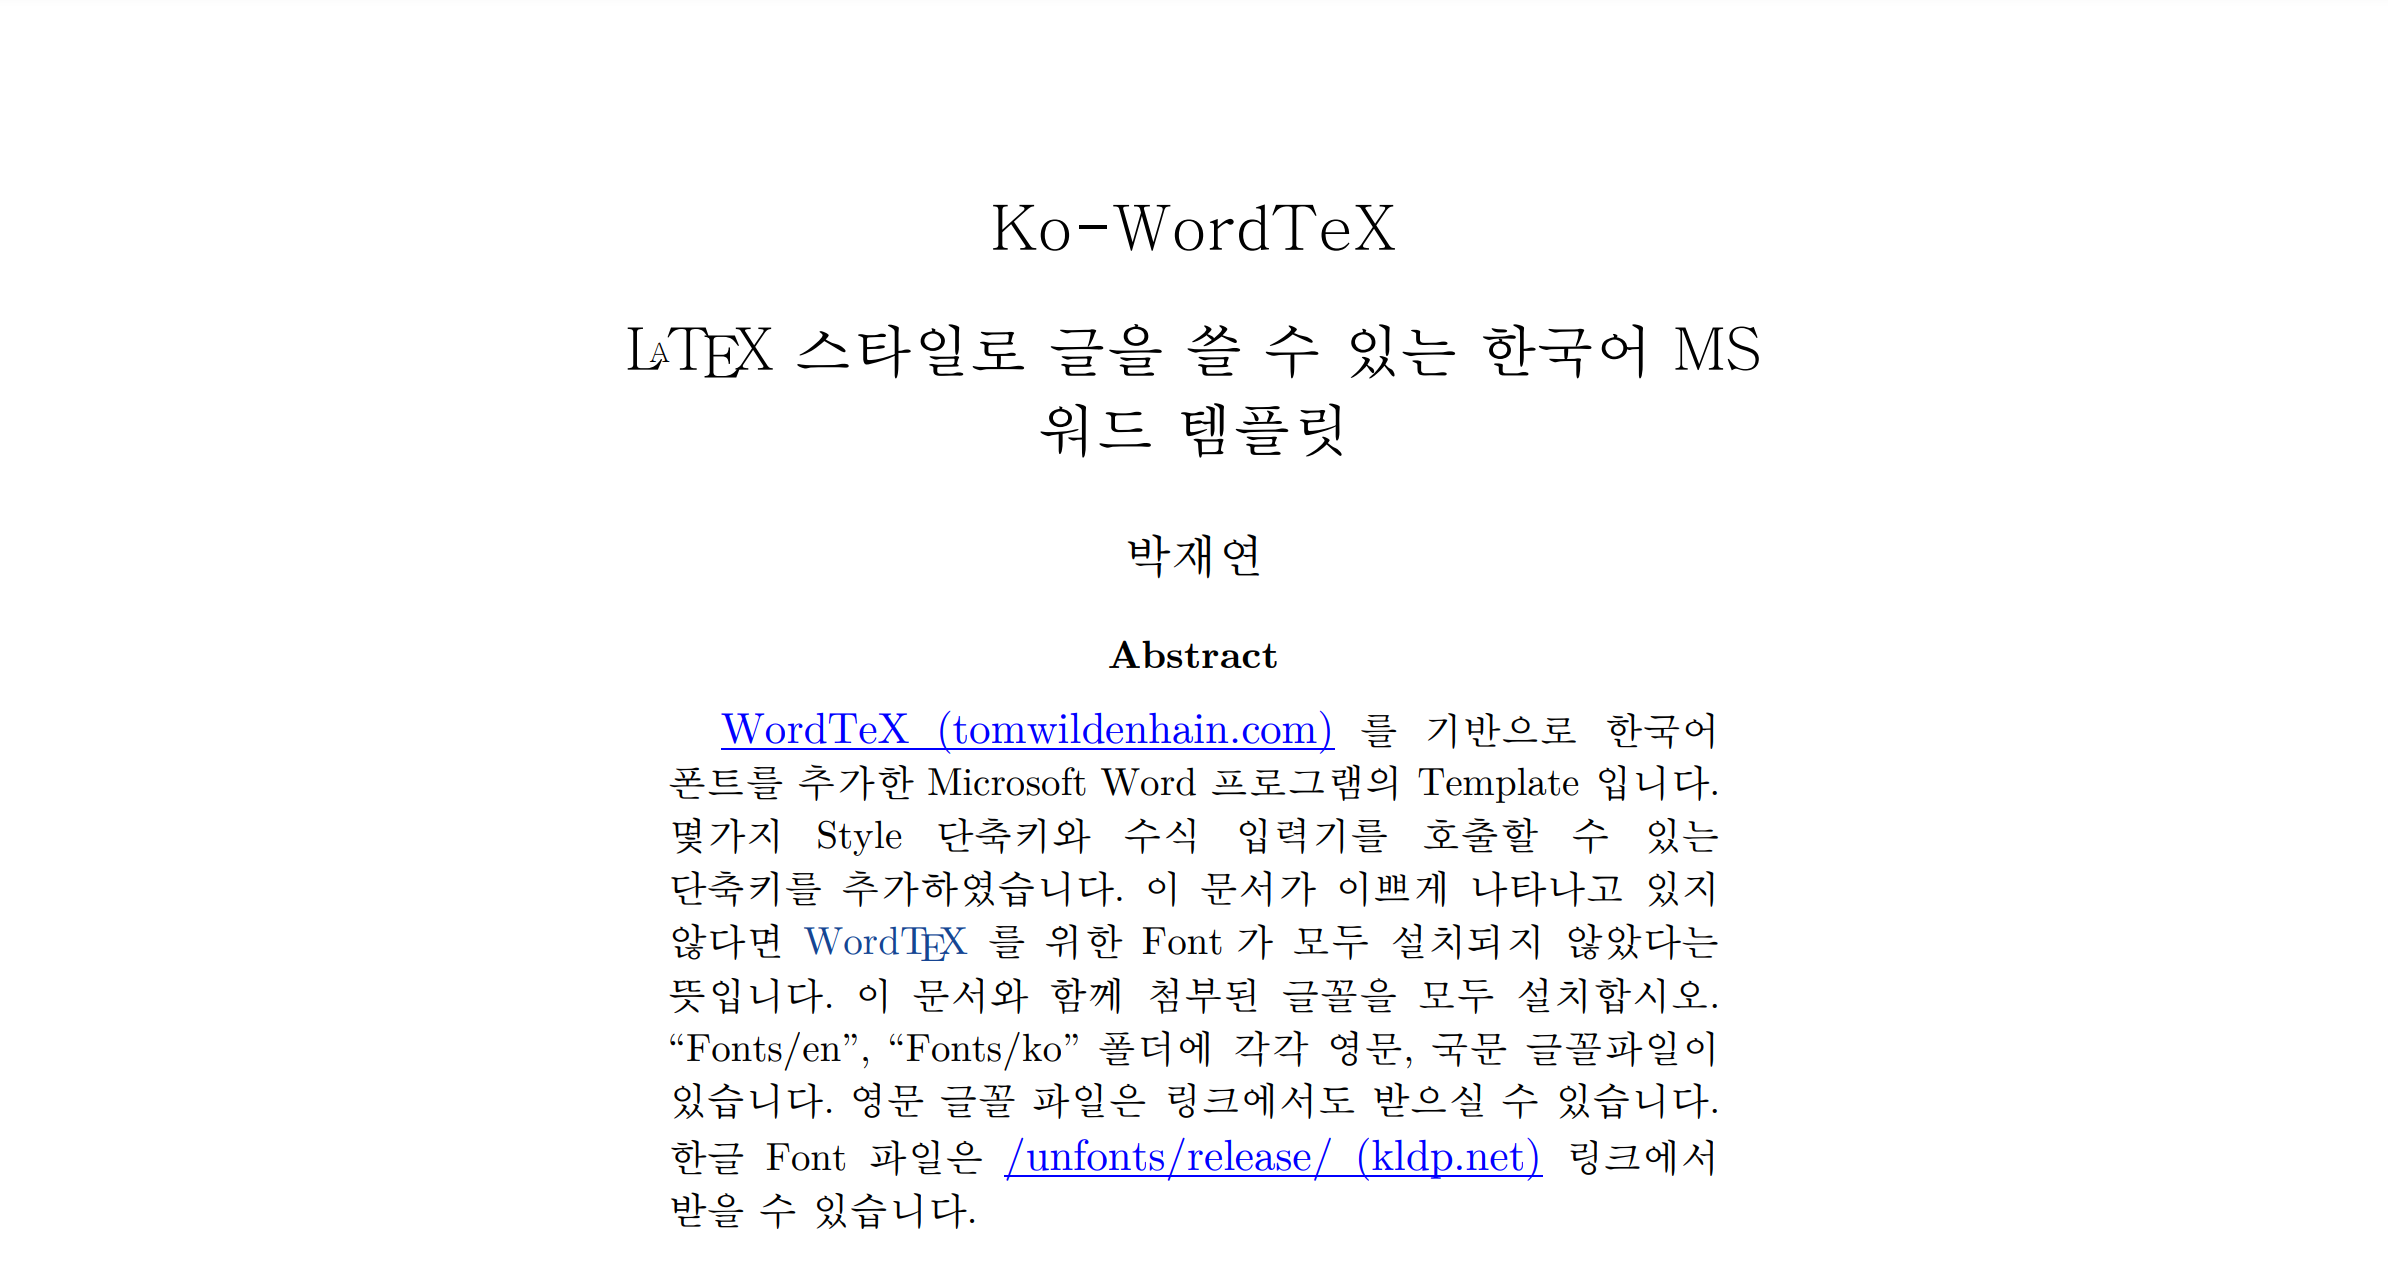 Ko-WordTeX
LATEX 스타일로 글을 쓸 수 있는 한국어 MS
워드 템플릿
박재연
Abstract
WordTeX (tomwildenhain.com) 를 기반으로 한국어
폰트를 추가한 Microsoft Word 프로그램의 Template 입니다.
몇가지 Style 단축키와 수식 입력기를 호출할 수 있는
단축키를 추가하였습니다. 이 문서가 이쁘게 나타나고 있지
않다면 WordTEX 를 위한 Font 가 모두 설치되지 않았다는
뜻입니다. 이 문서와 함께 첨부된 글꼴을 모두 설치합시오.
“Fonts/en”, “Fonts/ko” 폴더에 각각 영문, 국문 글꼴파일이
있습니다. 영문 글꼴 파일은 링크에서도 받으실 수 있습니다.
한글 Font 파일은 /unfonts/release/ (kldp.net) 링크에서
받을 수 있습니다.